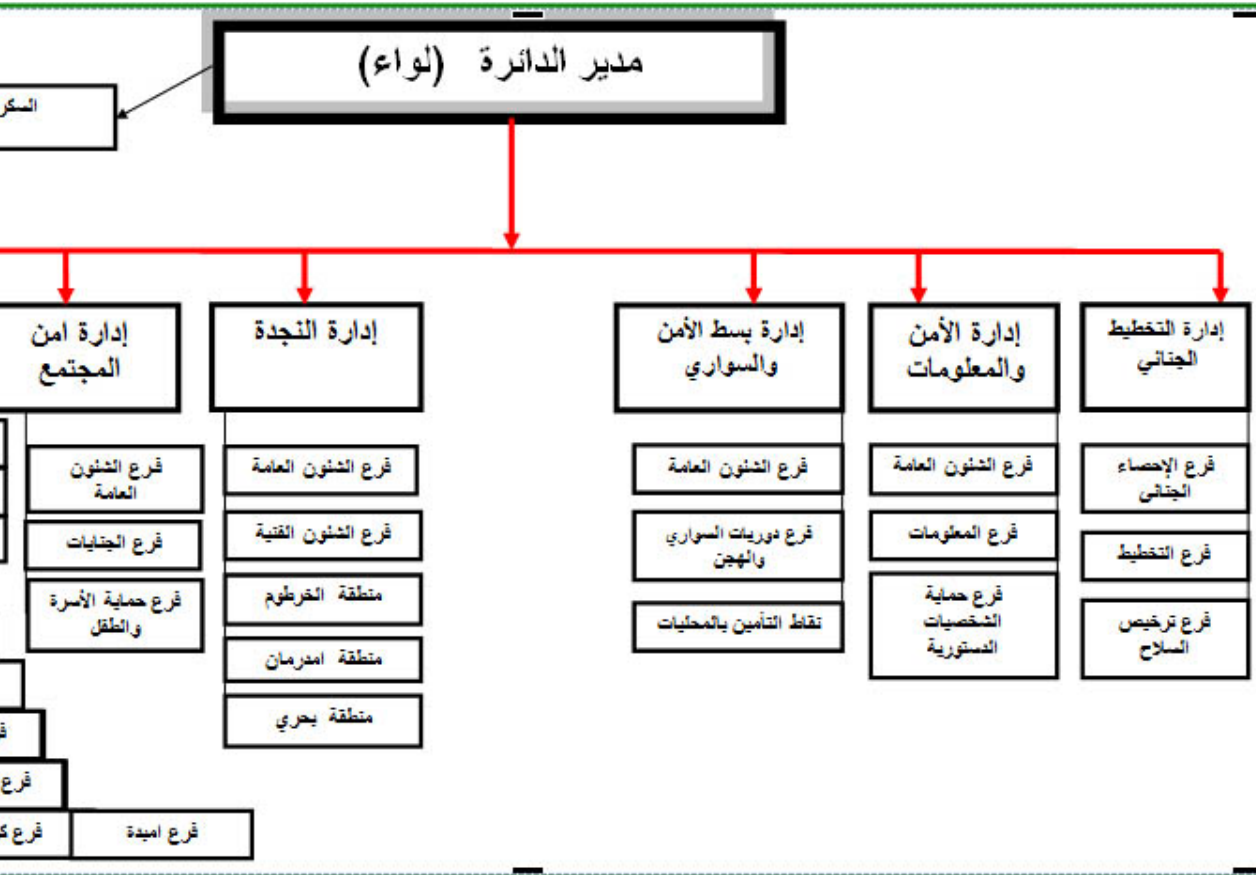 مدير الدائرة (لواء)
إدارة التخطيط
الجنائي
إدارة الأمن
والمعلومات
إدارة بسط الأمن
والسواري
إدارة النجدة
إدارة امن
المجتمع
فرع الإحصاء
الجنائي
فرع التخطيط
فرع ترخيص
السلاح
فرع الشئون العامة
فرع المعلومات
فرع حماية
الشخصيات
الدستورية
فرع الشئون العامة
فرع دوريات السواري
والهجن
نقاط التأمين بالمحليات
فرع الشئون العامة
فرع الشئون الفنية
منطقة الخرطوم
منطقة امدرمان
منطقة بحري
فرع الشئون
العامة
فرع الجنايات
فرع حماية الأسرة
والطفل
فرع
فرع امبدة
فرع